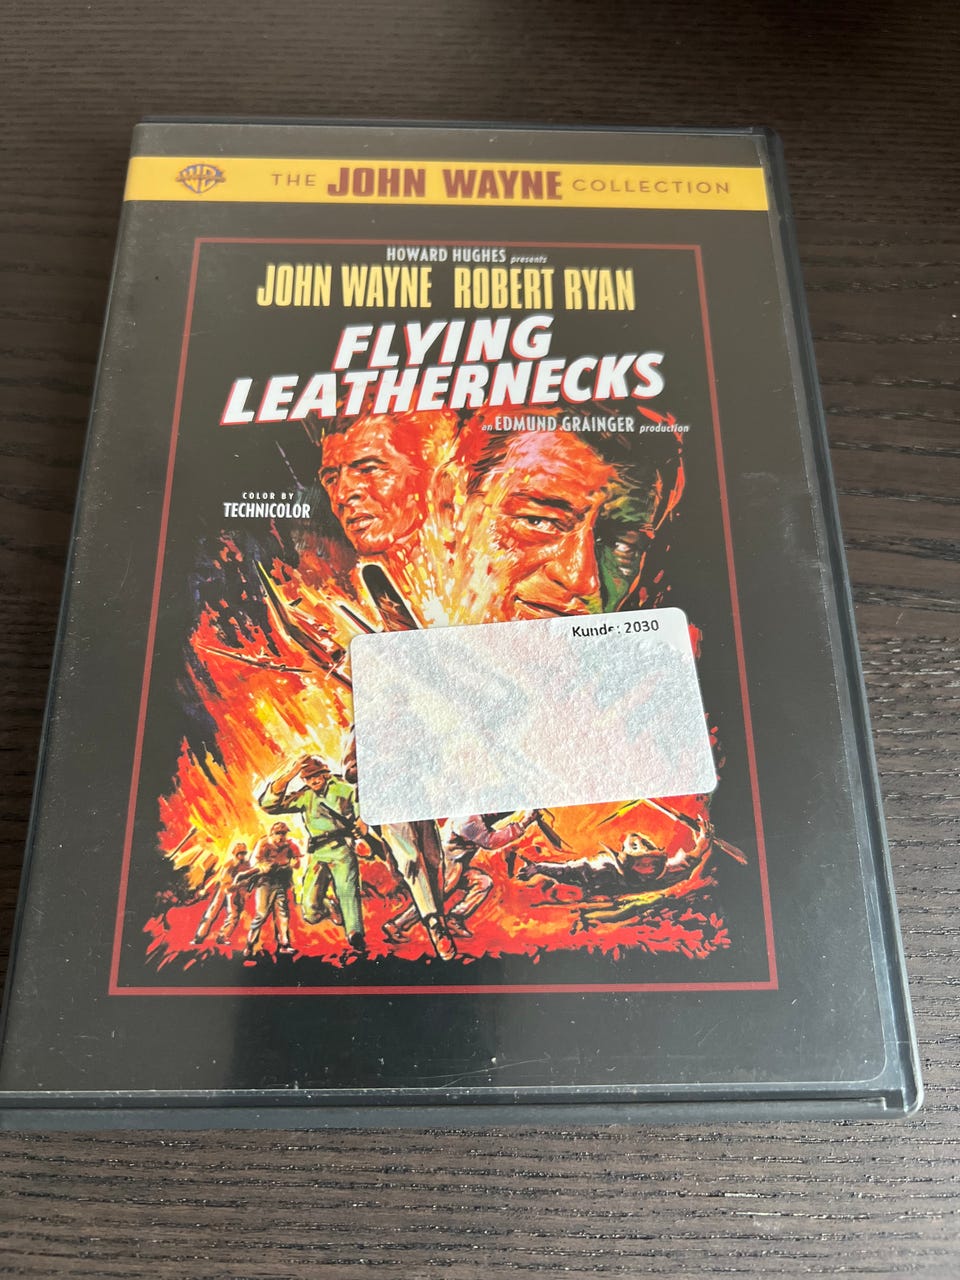 WB
THE JOHN WAYNE COLLECTION
HOWARD HUGHES presents
JOHN WAYNE ROBERT RYAN
FLYING
LEATHERNECKS
an EDMUND GRAINGER production
COLOR BY
TECHNICOLOR
Kunde: 2030